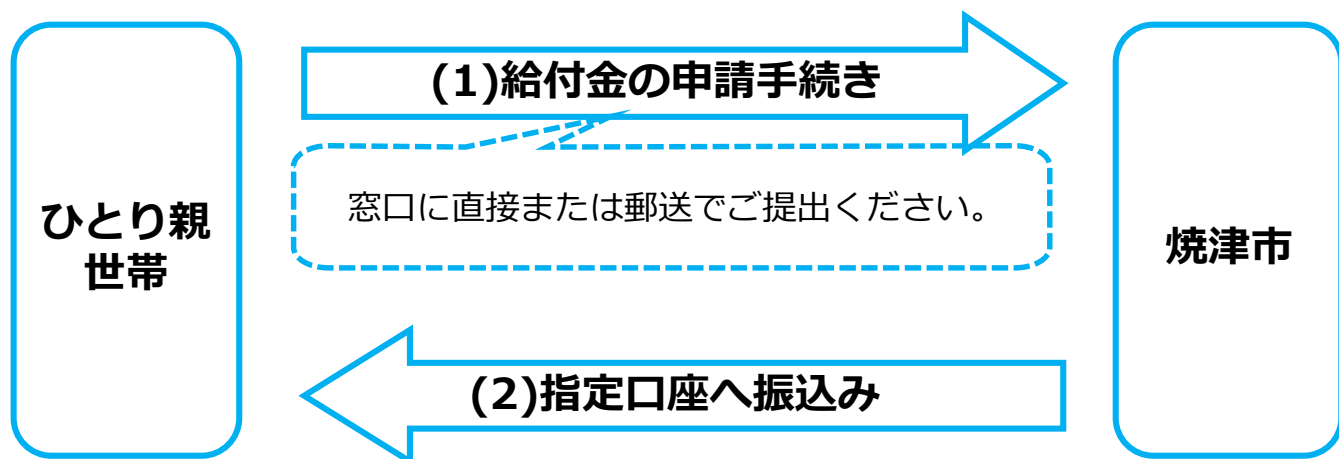 (1)給付金の申請手続き
窓口に直接または郵送でご提出ください。
ひとり親
世帯
焼津市
(2)指定口座へ振込み